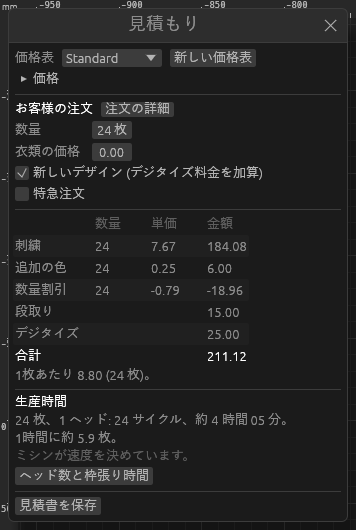 mm -950 -900 -850 -800
見積もり
価格表 Standard 新しい価格表
価格
お客様の注文 注文の詳細
数量 24 枚
衣類の価格 0.00
新しいデザイン (デジタイズ料金を加算)
特急注文
数量 単価 金額
刺繍 24 7.67 184.08
追加の色 24 0.25 6.00
数量割引 24 -0.79 -18.96
段取り 15.00
デジタイズ 25.00
合計 211.12
1枚あたり 8.80 (24 枚)。
生産時間
24 枚、1 ヘッド: 24 サイクル、約 4 時間 05 分。
1時間に約 5.9 枚。
ミシンが速度を決めています。
ヘッド数と枠張り時間
見積書を保存